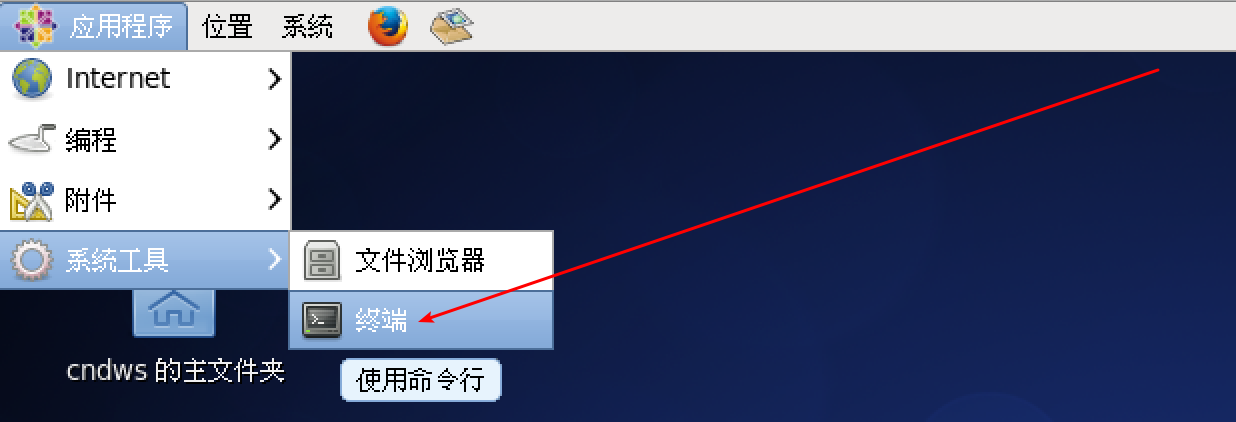 应用程序 位置 系统
Internet
编程
附件
系统工具
文件浏览器
终端
cndws 的主文件夹
使用命令行